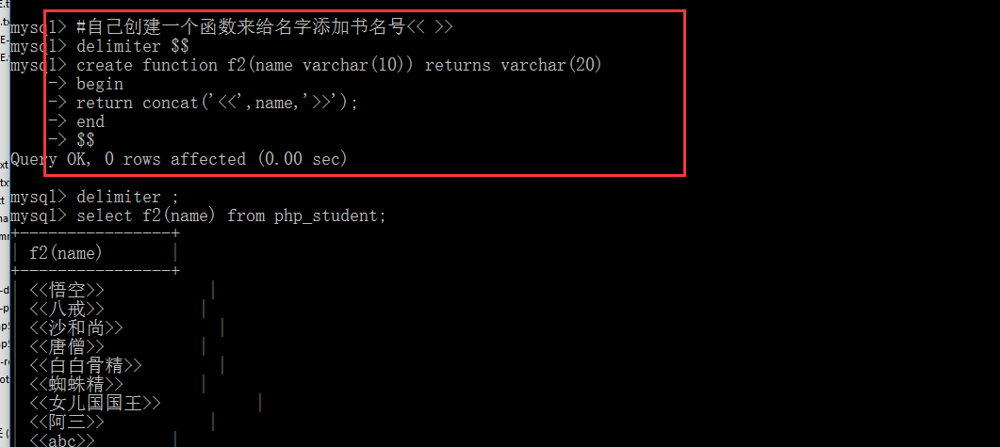 mysql> #自己创建一个函数来给名字添加书名号<< >>
mysql> delimiter $$
mysql> create function f2(name varchar(10)) returns varchar(20)
-> begin
-> return concat('<<',name,'>>');
-> end
-> $$
Query OK, 0 rows affected (0.00 sec)
mysql> delimiter ;
mysql> select f2(name) from php_student;
+----------------+
| f2(name) |
+----------------+
| <<悟空>> |
| <<八戒>> |
| <<沙和尚>> |
| <<唐僧>> |
| <<白白骨精>> |
| <<蜘蛛精>> |
| <<女儿国国王>> |
| <<阿三>> |
| <<abc>> |